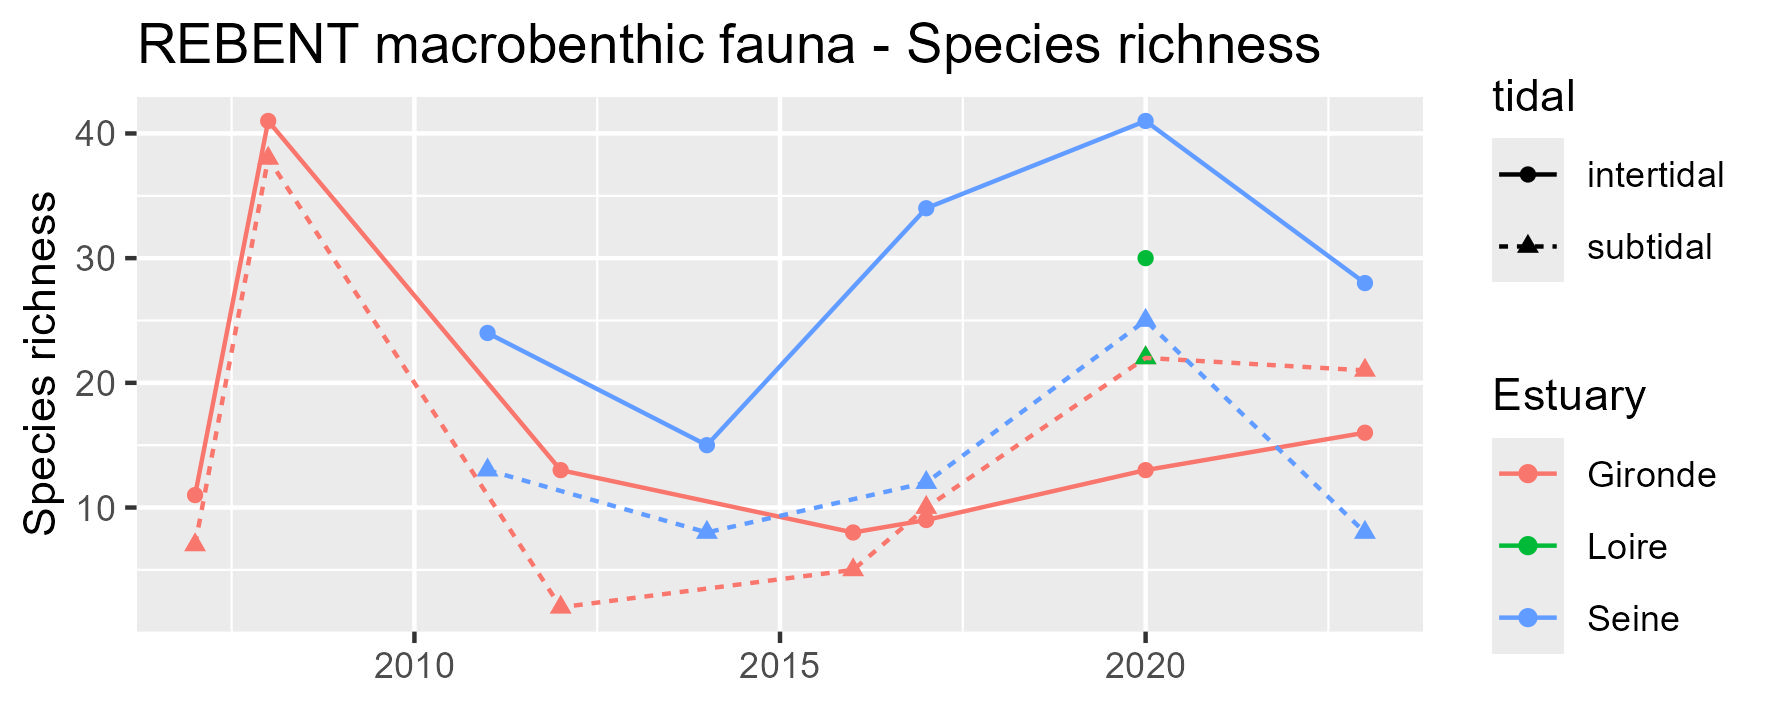 REBENT macrobenthic fauna - Species richness
Species richness
40
30
20
10
2010
2015
2020
tidal
intertidal
subtidal
Estuary
Gironde
Loire
Seine